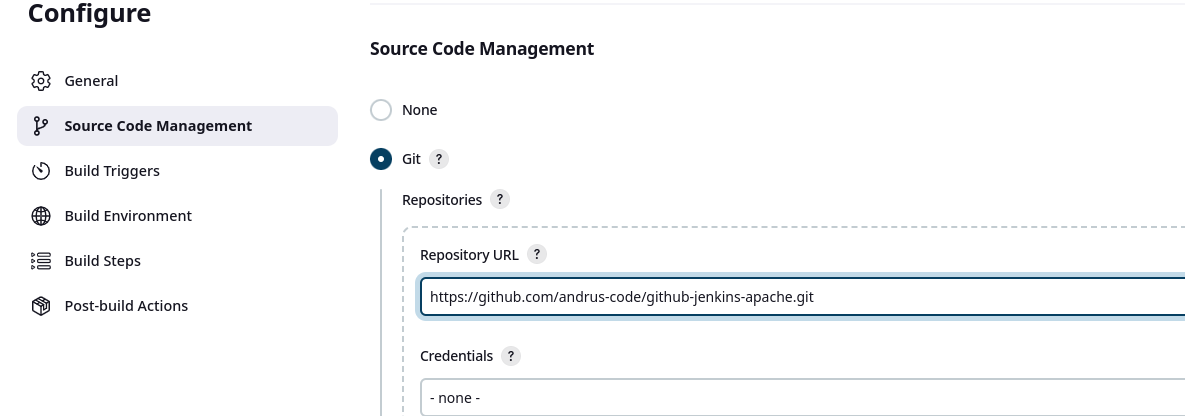 Configure
General
Source Code Management
Build Triggers
Build Environment
Build Steps
Post-build Actions
Source Code Management
None
Git ?
Repositories ?
Repository URL ?
https://github.com/andrus-code/github-jenkins-apache.git
Credentials ?
- none -